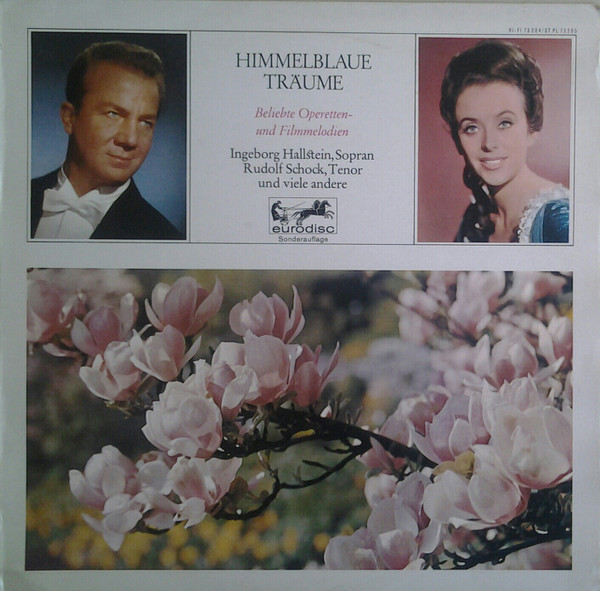 HIMMELBLAUE
TRÄUME
Beliebte Operetten-
und Filmmelodien
Ingeborg Hallstein, Sopran
Rudolf Schock, Tenor
und viele andere
eurodisc
Sonderauflage